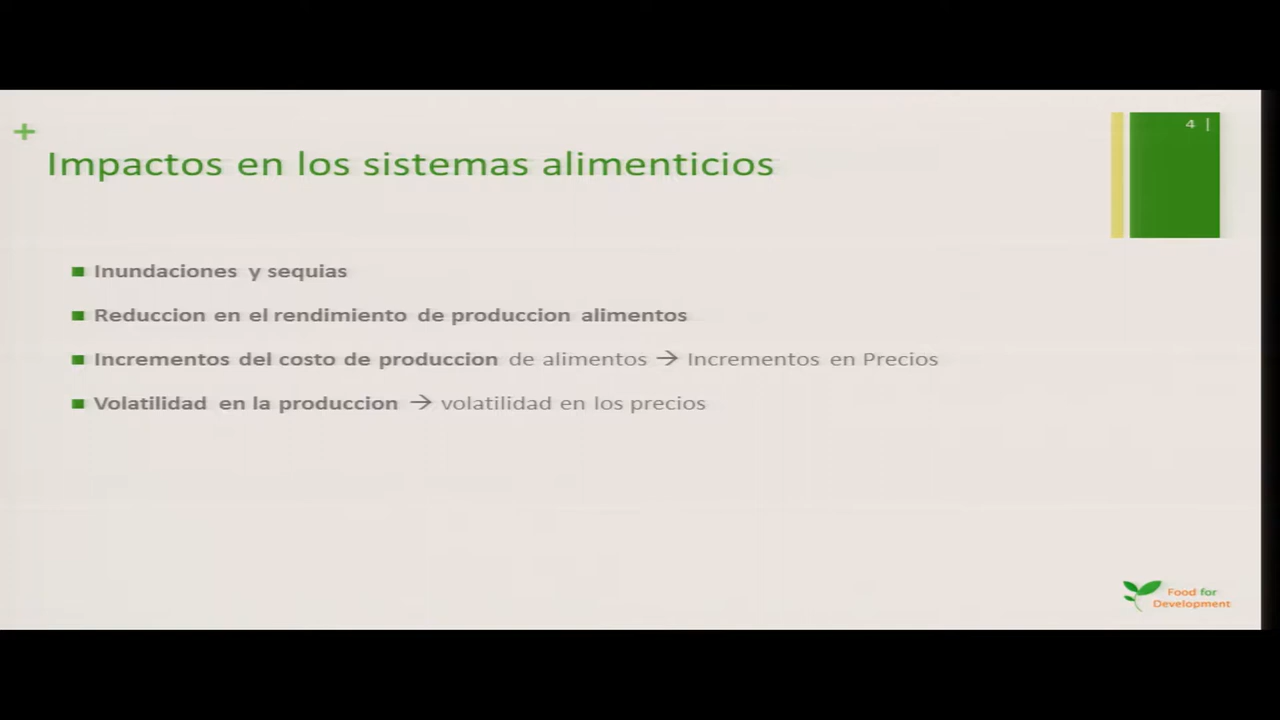 4 |
+
Impactos en los sistemas alimenticios
Inundaciones y sequias
Reduccion en el rendimiento de produccion alimentos
Incrementos del costo de produccion de alimentos → Incrementos en Precios
Volatilidad en la produccion → volatilidad en los precios
Food for
Development